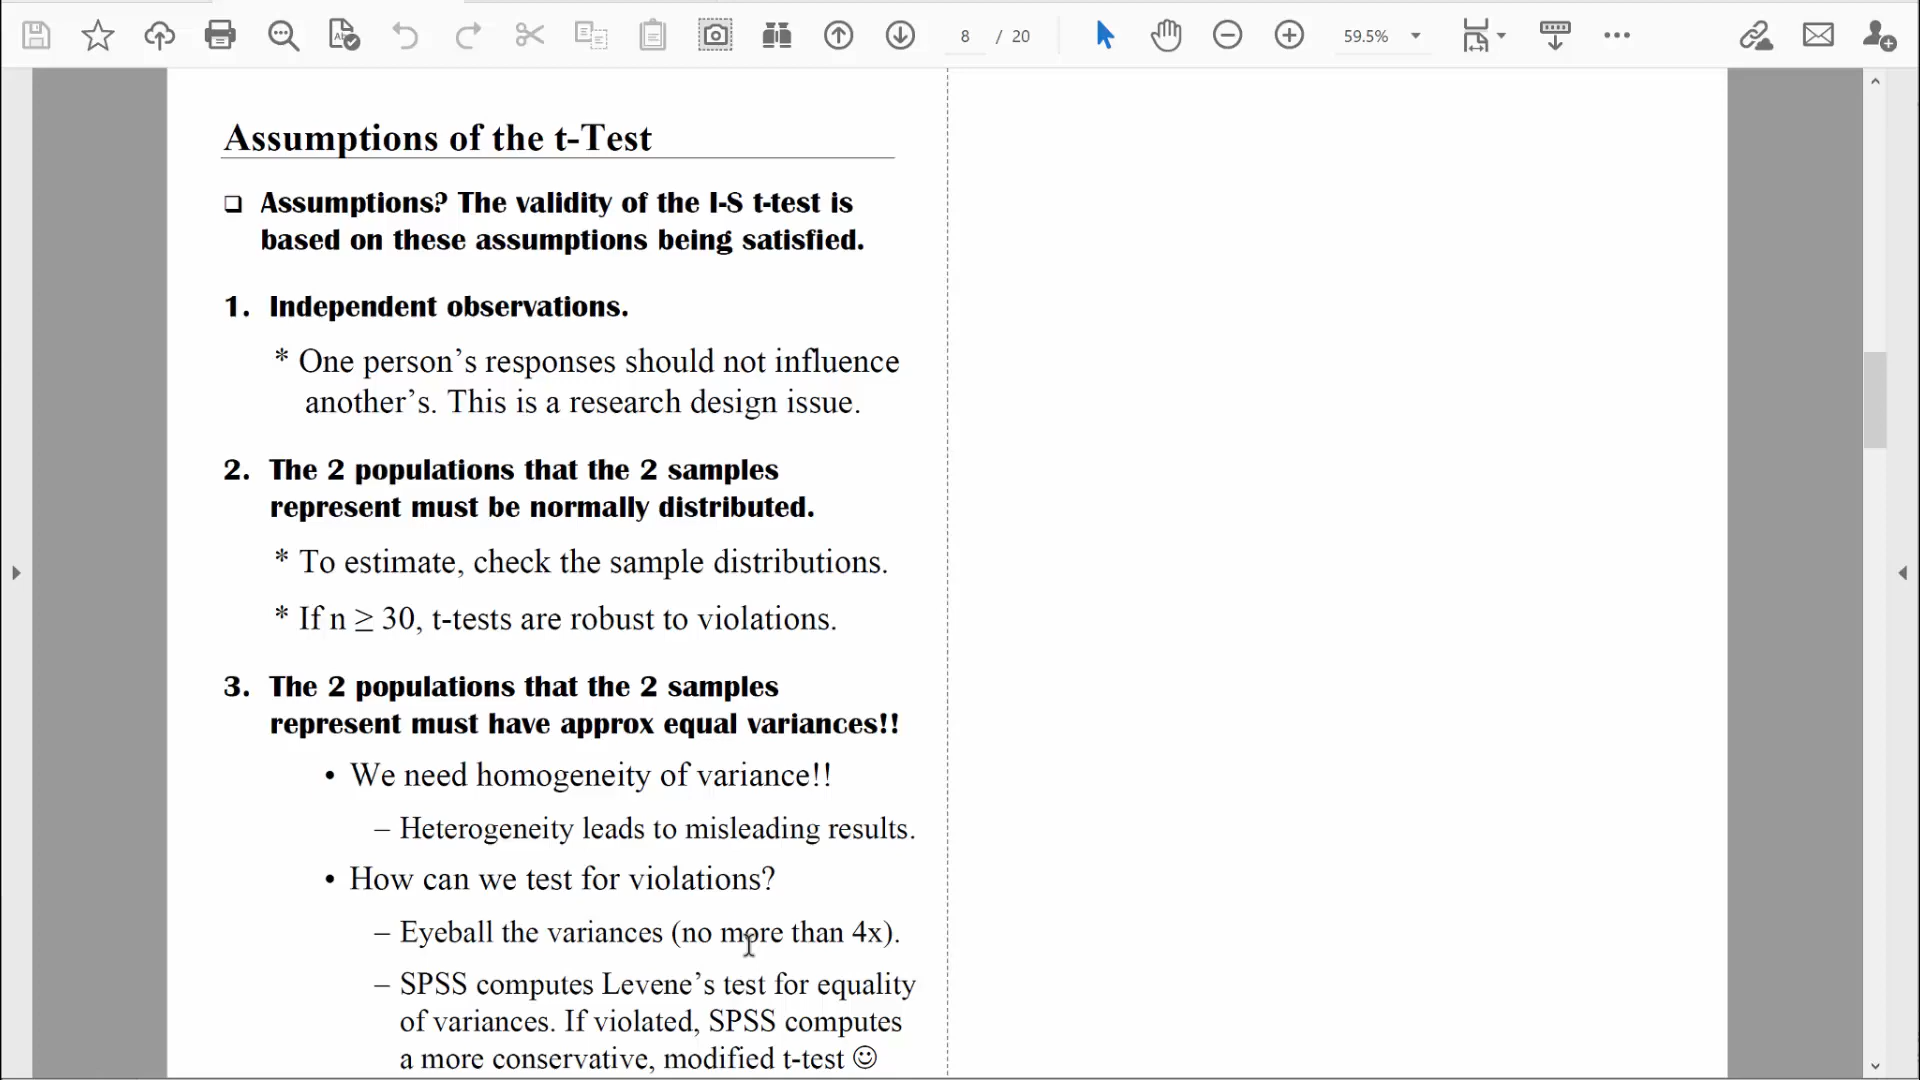 8 / 20
59.5%
Assumptions of the t-Test
❑ Assumptions? The validity of the I-S t-test is
based on these assumptions being satisfied.
1. Independent observations.
* One person’s responses should not influence
another’s. This is a research design issue.
2. The 2 populations that the 2 samples
represent must be normally distributed.
* To estimate, check the sample distributions.
* If n ≥ 30, t-tests are robust to violations.
3. The 2 populations that the 2 samples
represent must have approx equal variances!!
• We need homogeneity of variance!!
– Heterogeneity leads to misleading results.
• How can we test for violations?
– Eyeball the variances (no more than 4x).
– SPSS computes Levene’s test for equality
of variances. If violated, SPSS computes
a more conservative, modified t-test ☺